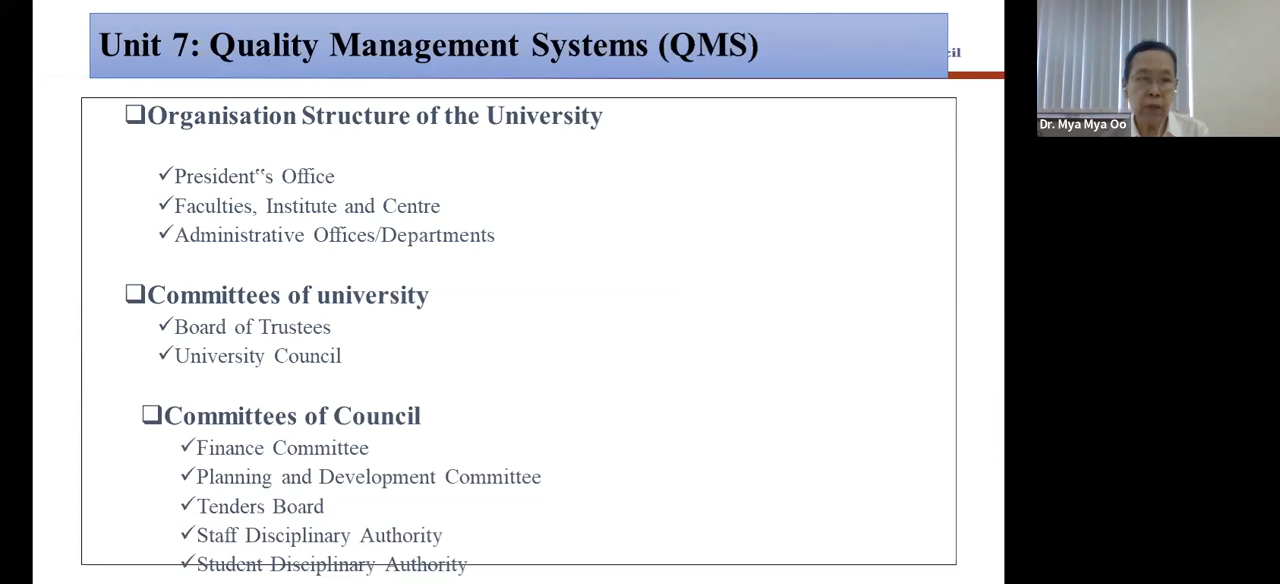 Unit 7: Quality Management Systems (QMS)
cil
Dr. Mya Mya Oo
❑Organisation Structure of the University
✓President‟s Office
✓Faculties, Institute and Centre
✓Administrative Offices/Departments
❑Committees of university
✓Board of Trustees
✓University Council
❑Committees of Council
✓Finance Committee
✓Planning and Development Committee
✓Tenders Board
✓Staff Disciplinary Authority
✓Student Disciplinary Authority